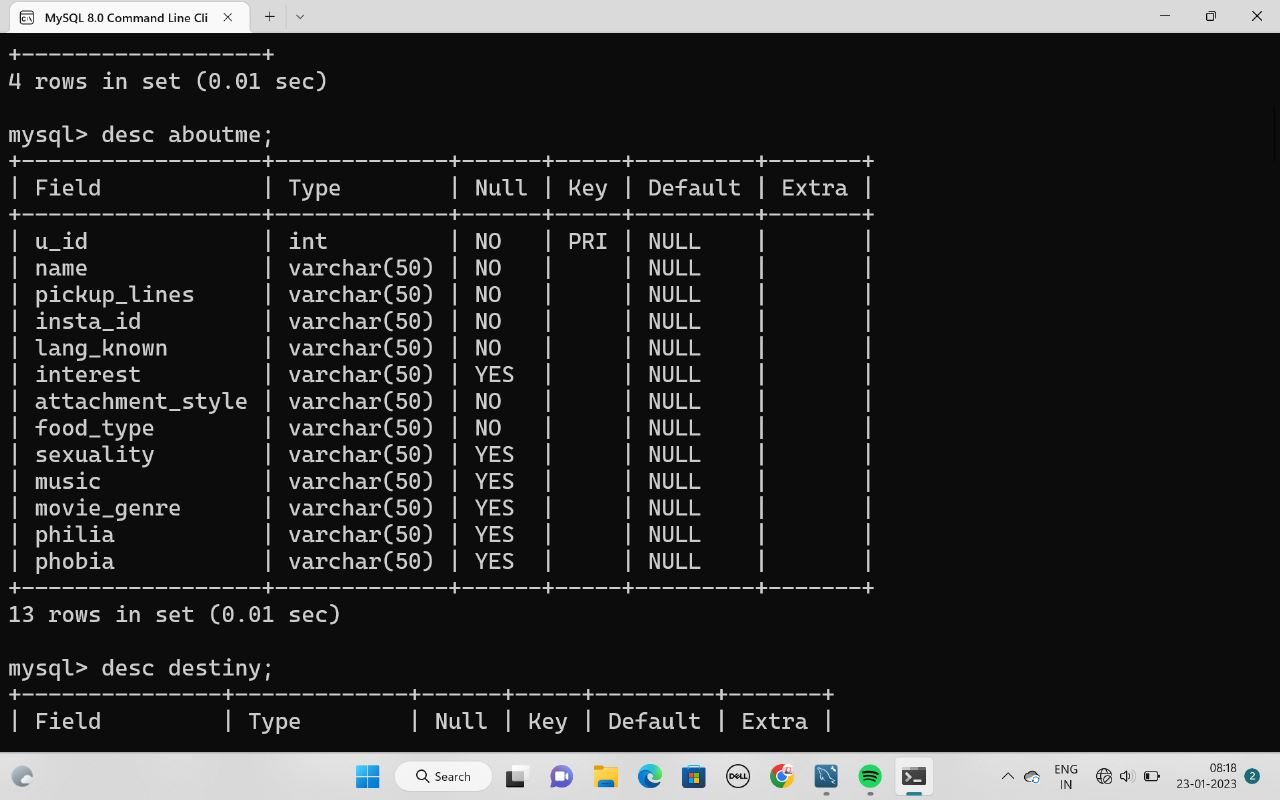 MySQL 8.0 Command Line Cli
+------------------+
4 rows in set (0.01 sec)
mysql> desc aboutme;
+------------------+-------------+------+-----+---------+-------+
| Field            | Type        | Null | Key | Default | Extra |
+------------------+-------------+------+-----+---------+-------+
| u_id             | int         | NO   | PRI | NULL    |       |
| name             | varchar(50) | NO   |     | NULL    |       |
| pickup_lines     | varchar(50) | NO   |     | NULL    |       |
| insta_id         | varchar(50) | NO   |     | NULL    |       |
| lang_known       | varchar(50) | NO   |     | NULL    |       |
| interest         | varchar(50) | YES  |     | NULL    |       |
| attachment_style | varchar(50) | NO   |     | NULL    |       |
| food_type        | varchar(50) | NO   |     | NULL    |       |
| sexuality        | varchar(50) | YES  |     | NULL    |       |
| music            | varchar(50) | YES  |     | NULL    |       |
| movie_genre      | varchar(50) | YES  |     | NULL    |       |
| philia           | varchar(50) | YES  |     | NULL    |       |
| phobia           | varchar(50) | YES  |     | NULL    |       |
+------------------+-------------+------+-----+---------+-------+
13 rows in set (0.01 sec)
mysql> desc destiny;
+---------------+-------------+------+-----+---------+-------+
| Field         | Type        | Null | Key | Default | Extra |
Search
DELL
ENG
IN
08:18
23-01-2023
2